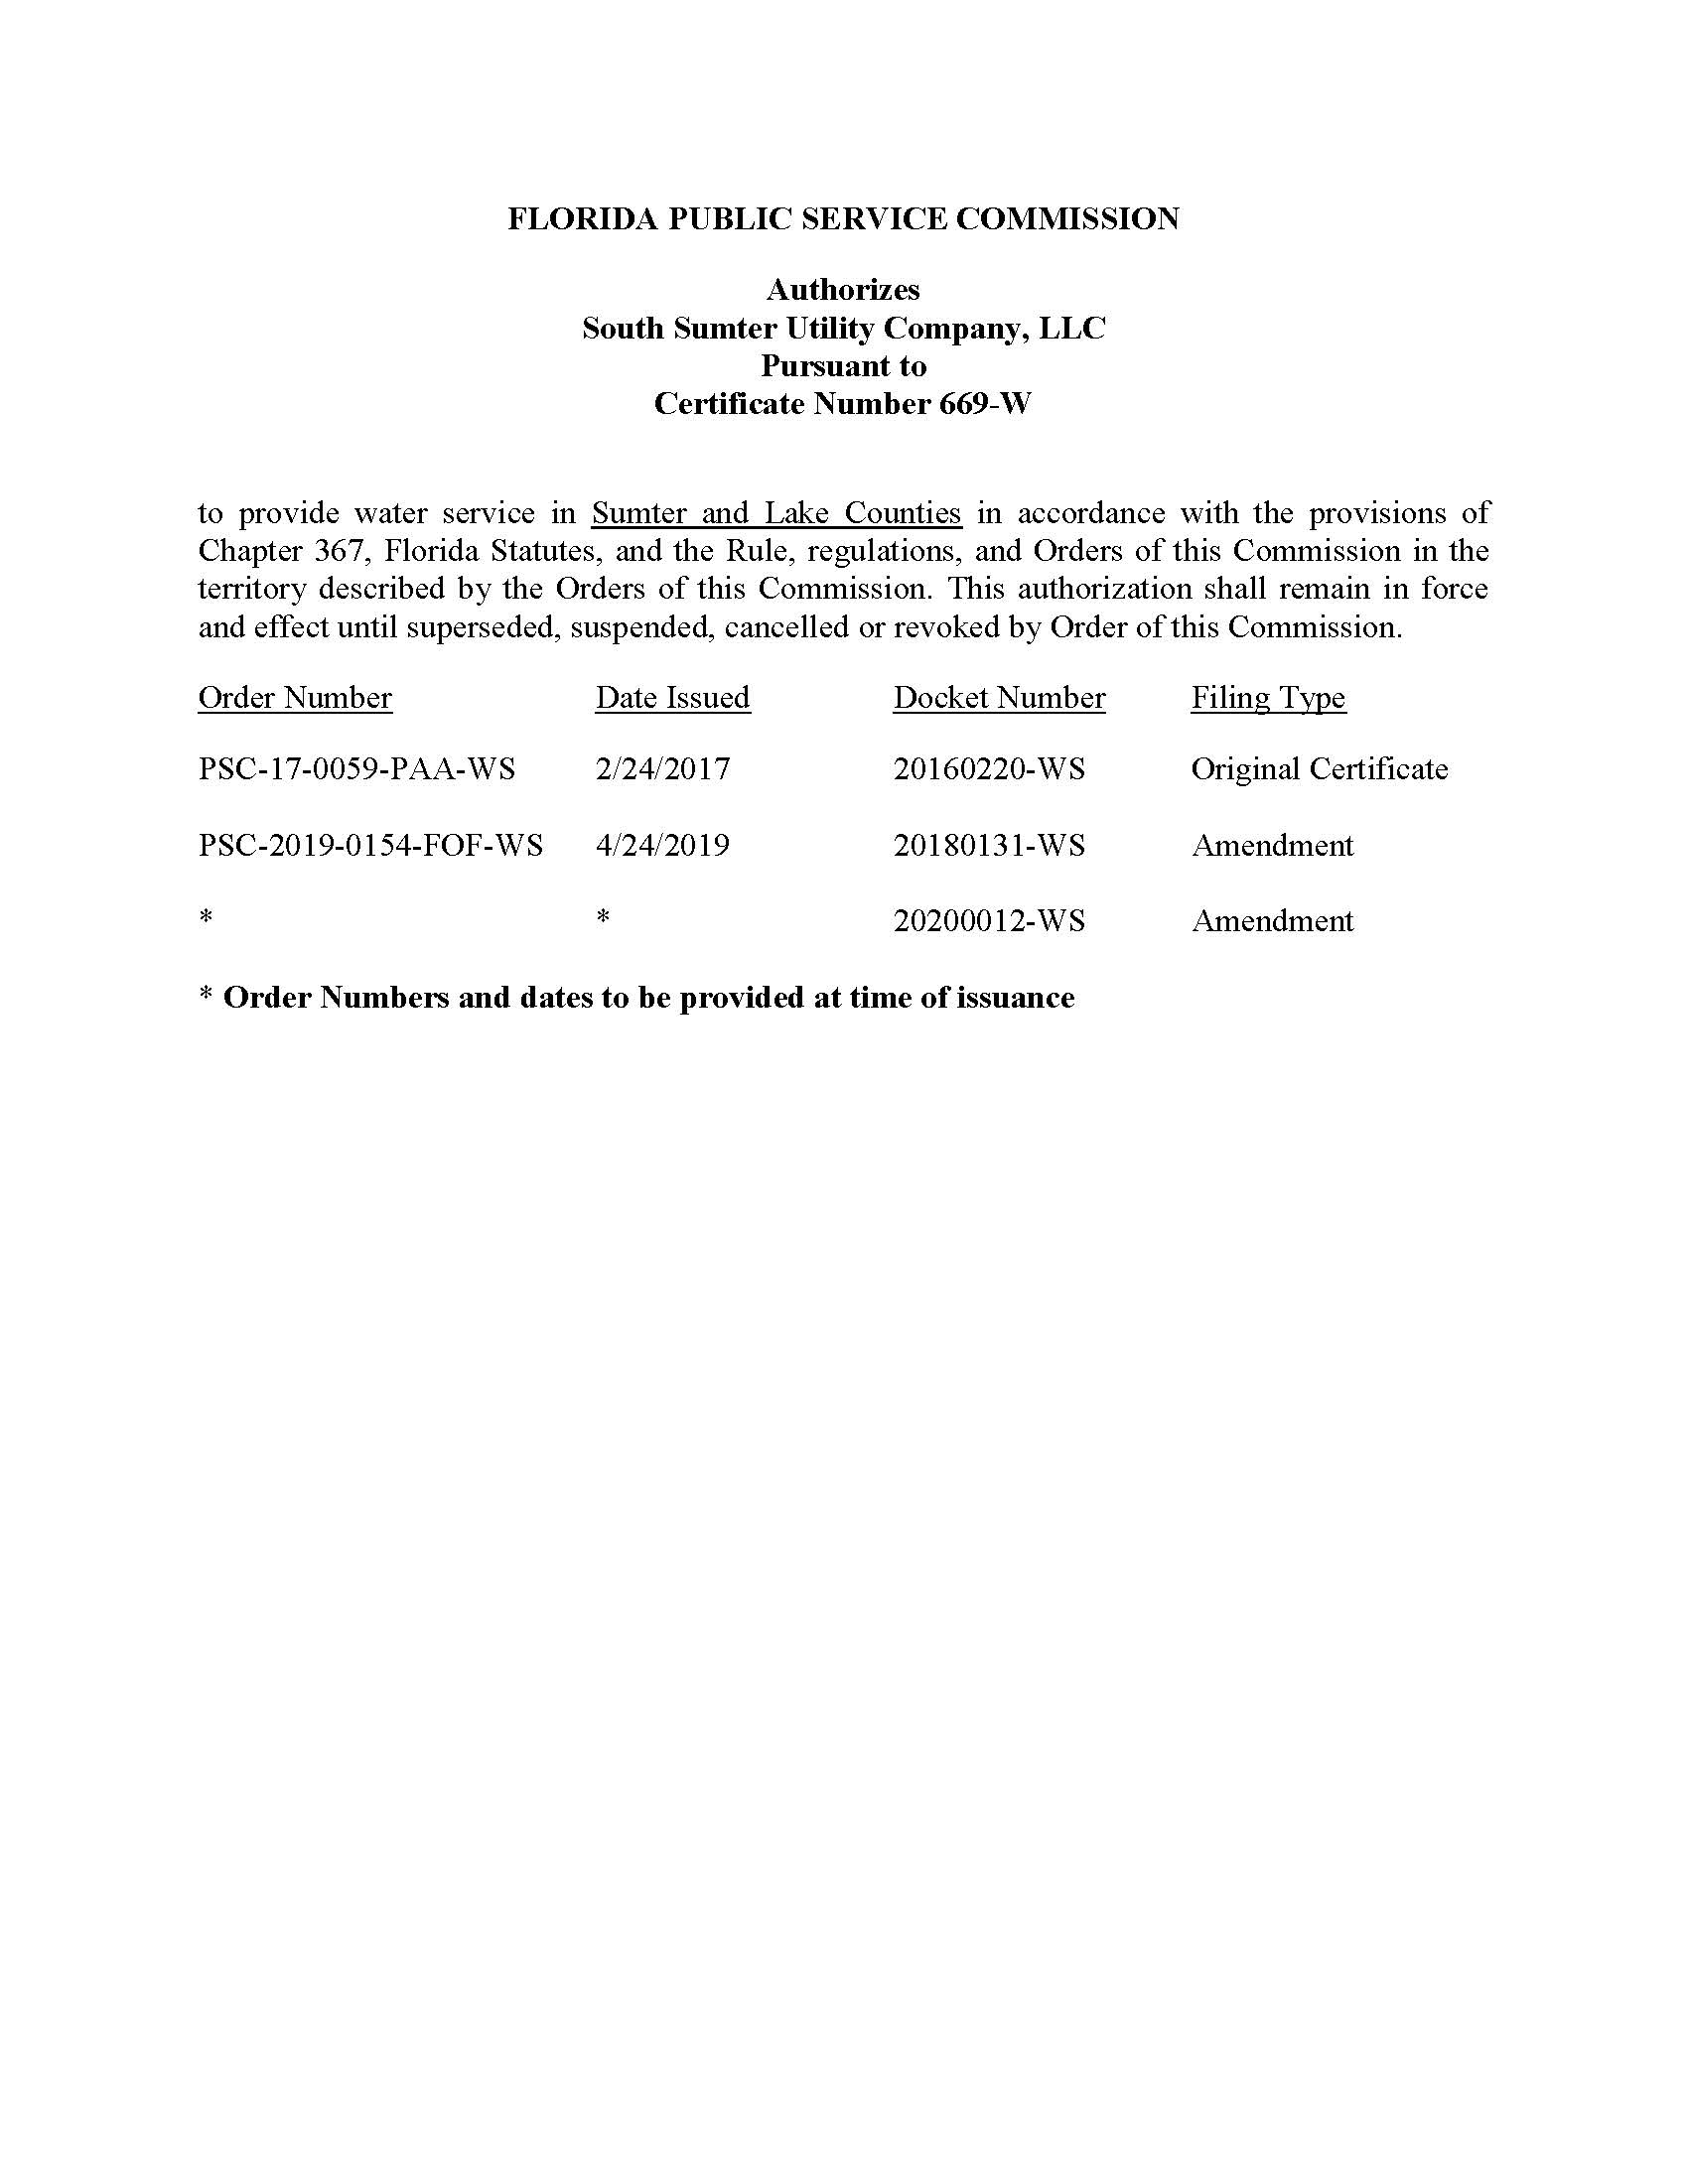 FLORIDA PUBLIC SERVICE COMMISSION
Authorizes
South Sumter Utility Company, LLC
Pursuant to
Certificate Number 669-W
to provide water service in Sumter and Lake Counties in accordance with the provisions of
Chapter 367, Florida Statutes, and the Rule, regulations, and Orders of this Commission in the
territory described by the Orders of this Commission. This authorization shall remain in force
and effect until superseded, suspended, cancelled or revoked by Order of this Commission.
Order Number Date Issued Docket Number Filing Type
PSC-17-0059-PAA-WS 2/24/2017 20160220-WS Original Certificate
PSC-2019-0154-FOF-WS 4/24/2019 20180131-WS Amendment
* * 20200012-WS Amendment
* Order Numbers and dates to be provided at time of issuance